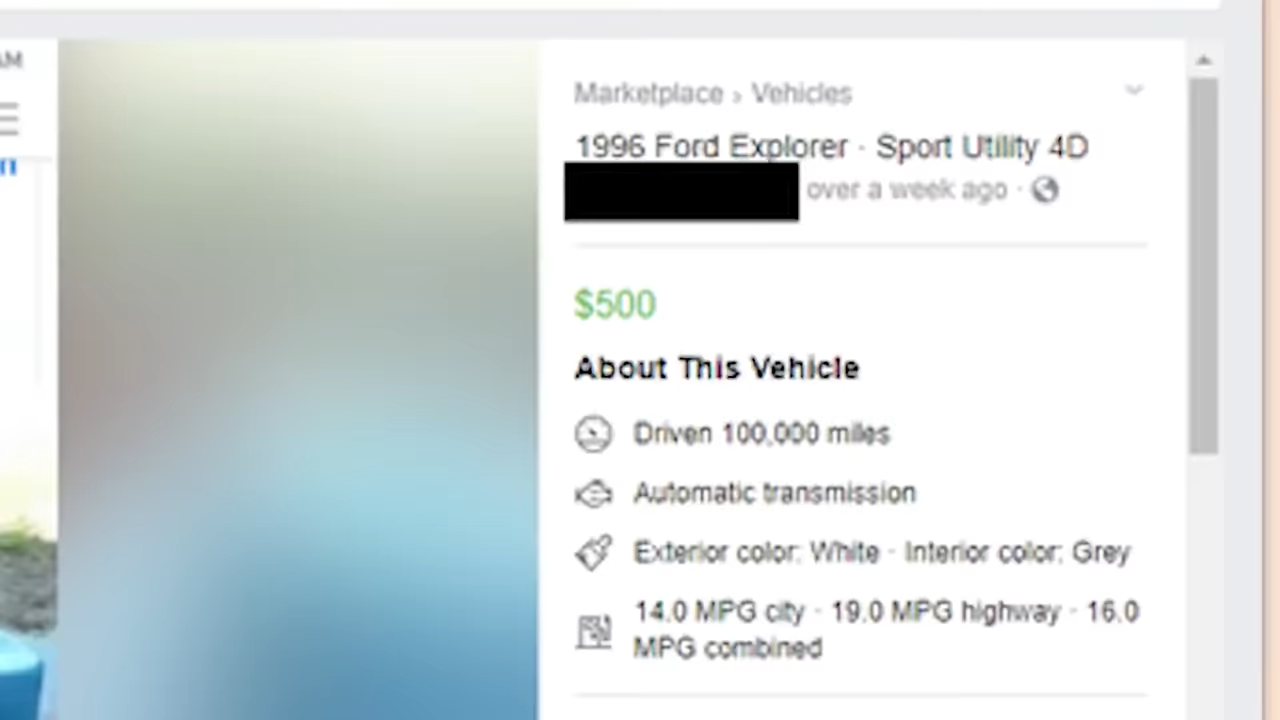 AM
Marketplace › Vehicles
1996 Ford Explorer · Sport Utility 4D
over a week ago ·
$500
About This Vehicle
Driven 100,000 miles
Automatic transmission
Exterior color: White · Interior color: Grey
14.0 MPG city · 19.0 MPG highway · 16.0
MPG combined